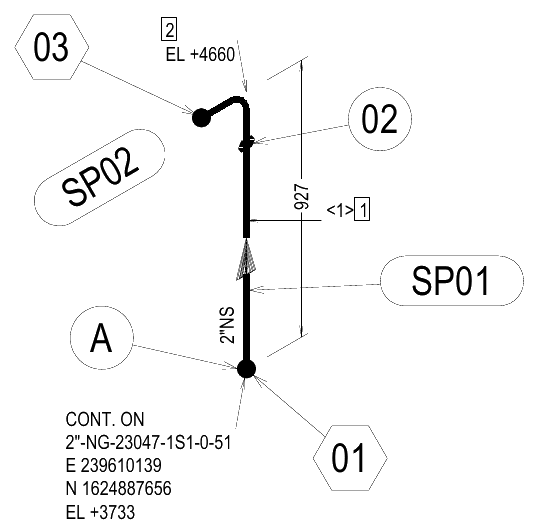 03
2
EL +4660
02
SP02
927
<1> 1
SP01
2"NS
A
CONT. ON
2"-NG-23047-1S1-0-51
E 239610139
N 1624887656
EL +3733
01